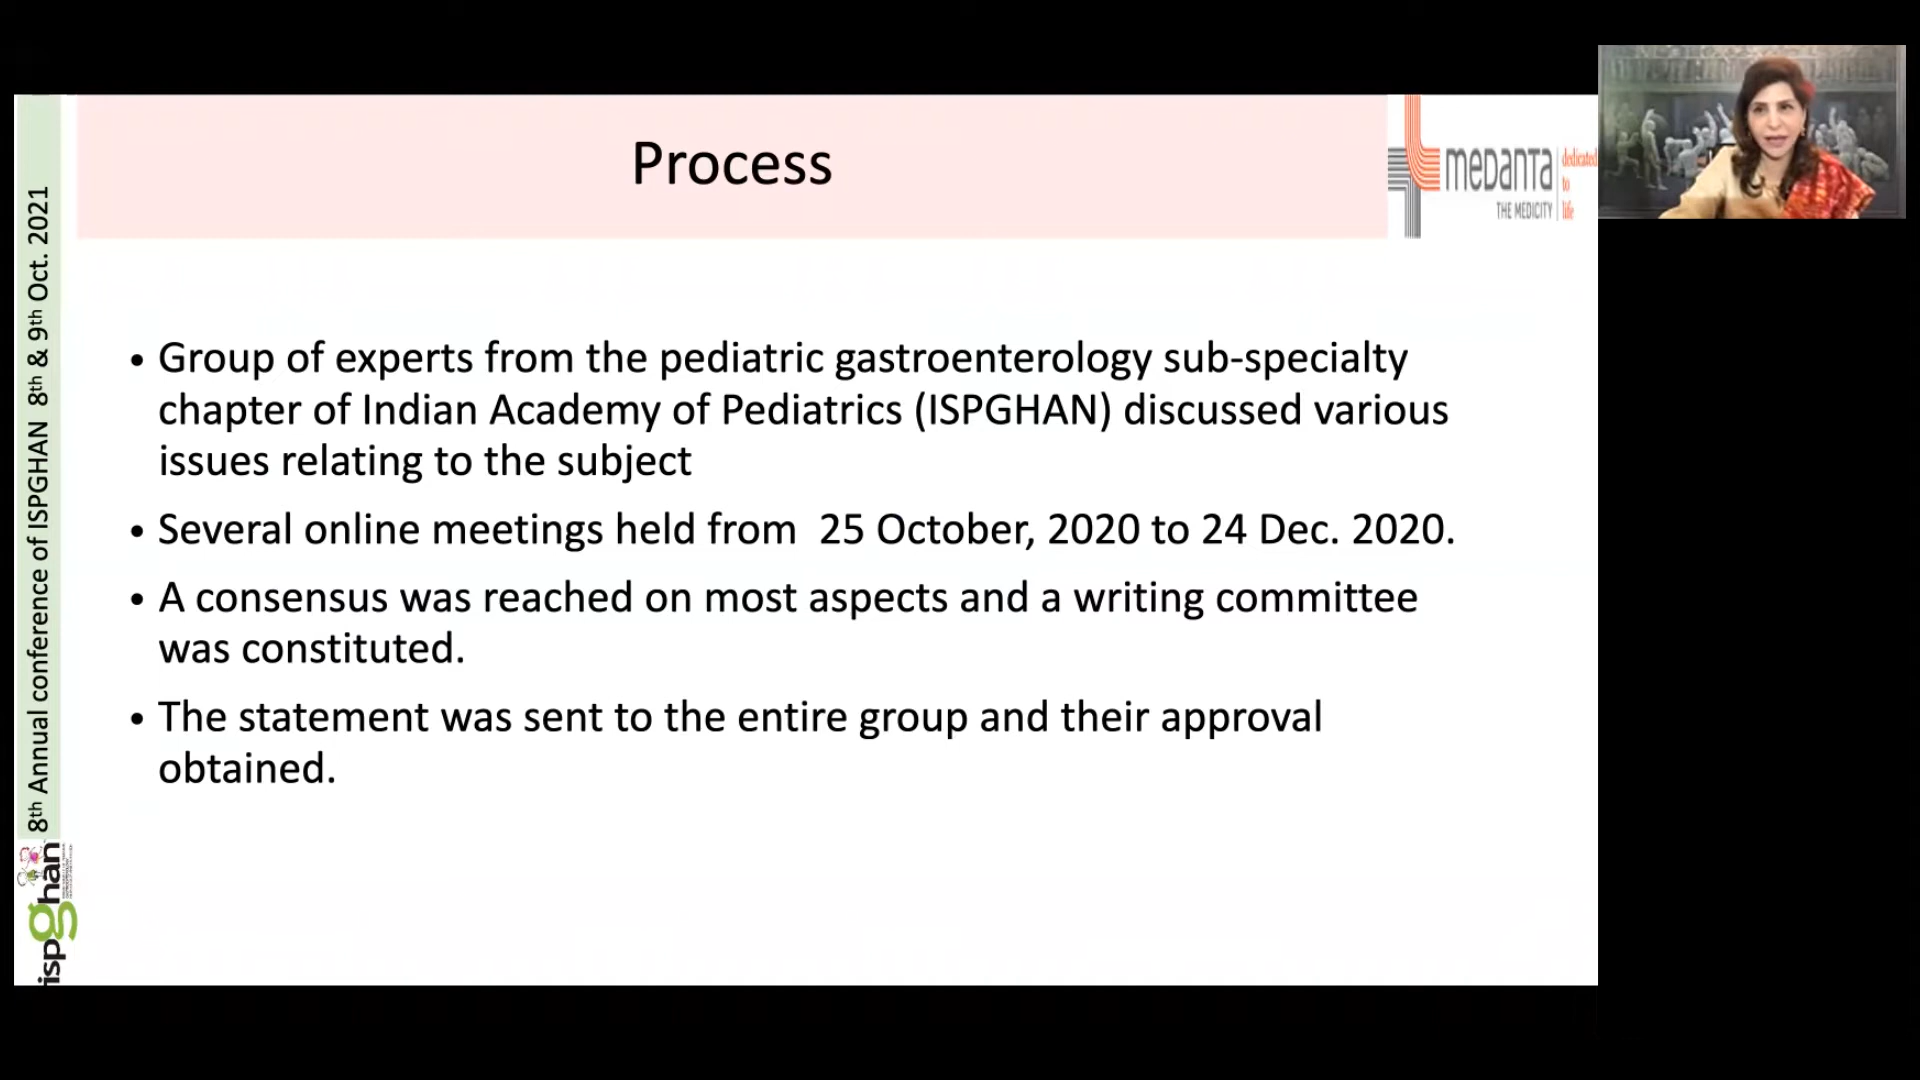 Process
medanta
THE MEDICITY
dedicated
to
life
• Group of experts from the pediatric gastroenterology sub-specialty
chapter of Indian Academy of Pediatrics (ISPGHAN) discussed various
issues relating to the subject
• Several online meetings held from  25 October, 2020 to 24 Dec. 2020.
• A consensus was reached on most aspects and a writing committee
was constituted.
• The statement was sent to the entire group and their approval
obtained.
8th Annual conference of ISPGHAN  8th & 9th Oct. 2021
ispghan